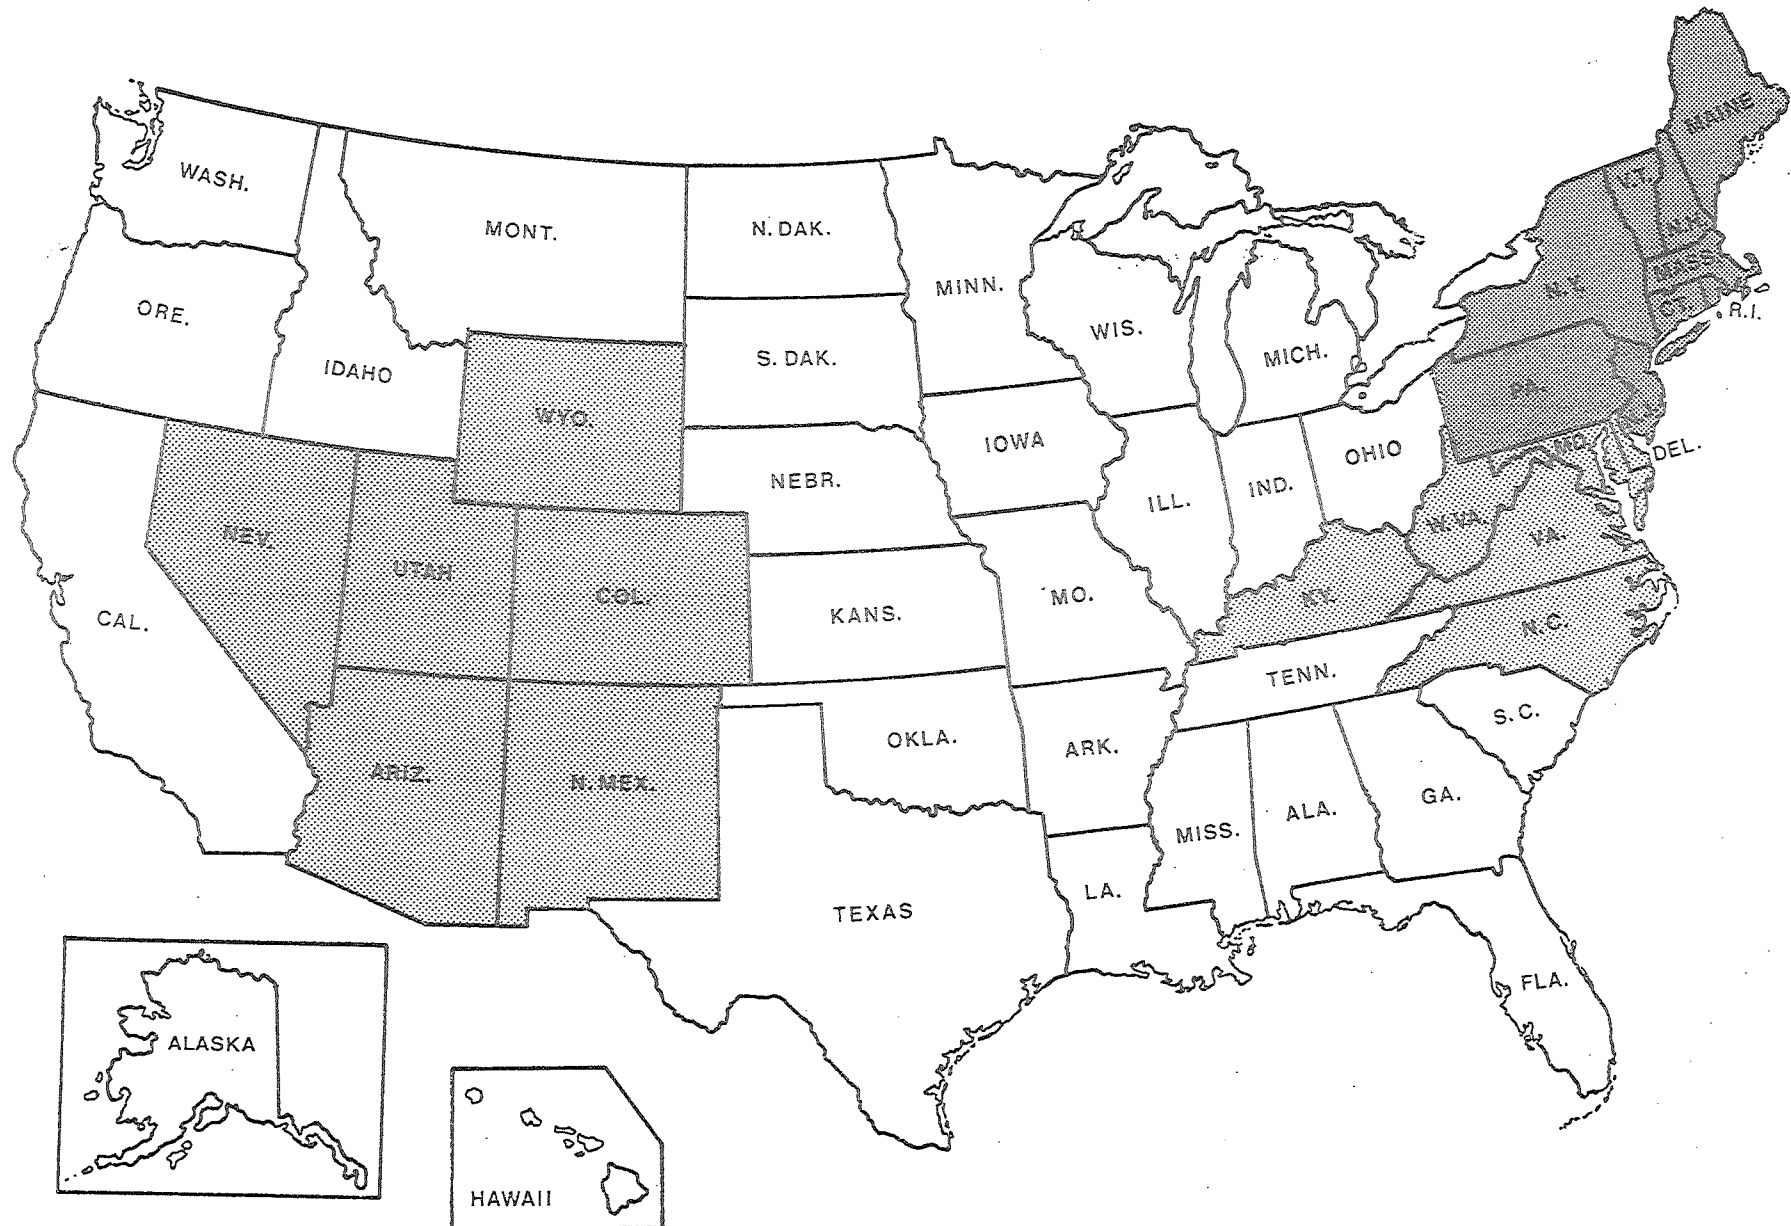 MAINE
WASH.
V.T.
MONT.
N. DAK.
N.H.
MINN.
MASS.
N.Y.
CT.
R.I.
ORE.
WIS.
IDAHO
S. DAK.
MICH.
PA.
WYO.
IOWA
OHIO
MD.
DEL.
NEBR.
ILL.
IND.
NEV.
W.VA.
VA.
UTAH
COL.
MO.
KY.
CAL.
KANS.
N.C.
TENN.
S.C.
OKLA.
ARK.
ARIZ.
N. MEX.
GA.
ALA.
MISS.
LA.
TEXAS
FLA.
ALASKA
HAWAII